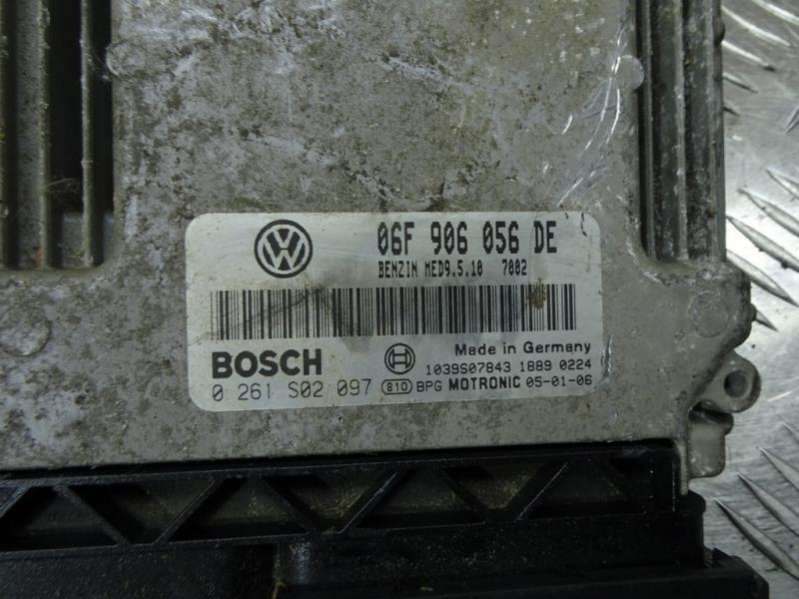 06F 906 056 DE
BENZIN MED9.5.10 7002
BOSCH
Made in Germany
1039S07843 1889 0224
0 261 S02 097 810 BPG MOTRONIC 05-01-06